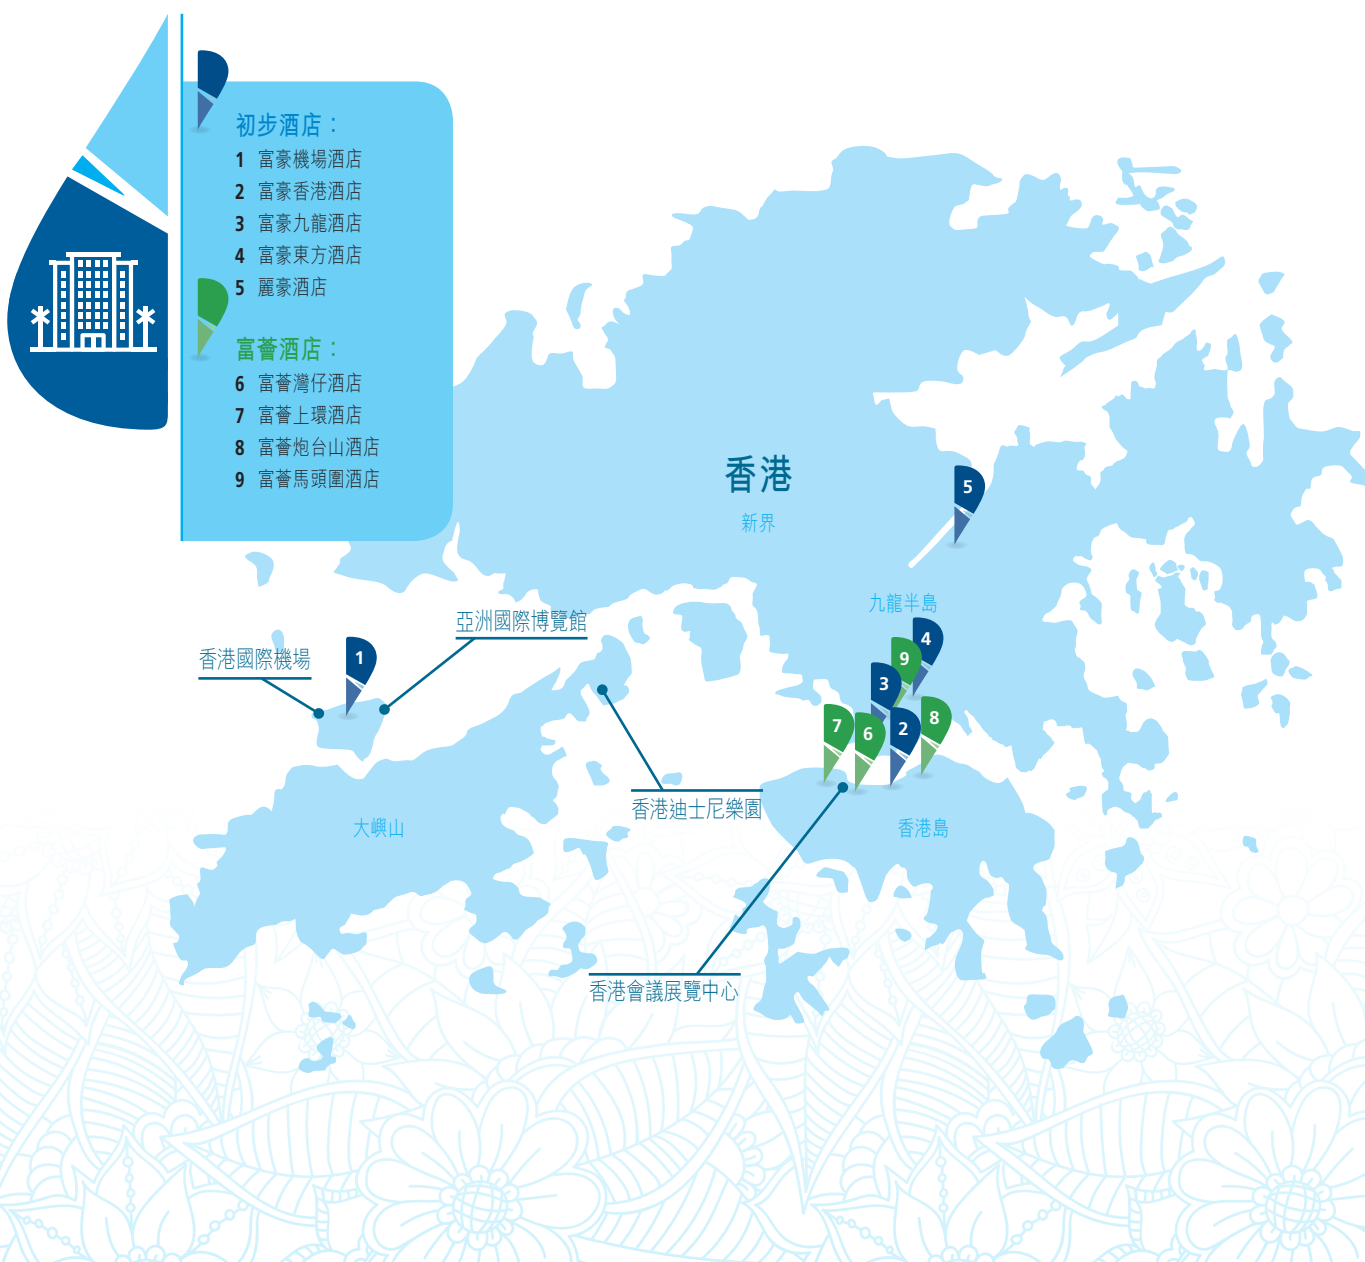 初步酒店：
1 富豪機場酒店
2 富豪香港酒店
3 富豪九龍酒店
4 富豪東方酒店
5 麗豪酒店
富薈酒店：
6 富薈灣仔酒店
7 富薈上環酒店
8 富薈炮台山酒店
9 富薈馬頭圍酒店
香港
新界
5
九龍半島
亞洲國際博覽館
香港國際機場
1
4
9
3
8
7
6
2
香港迪士尼樂園
大嶼山
香港島
香港會議展覽中心